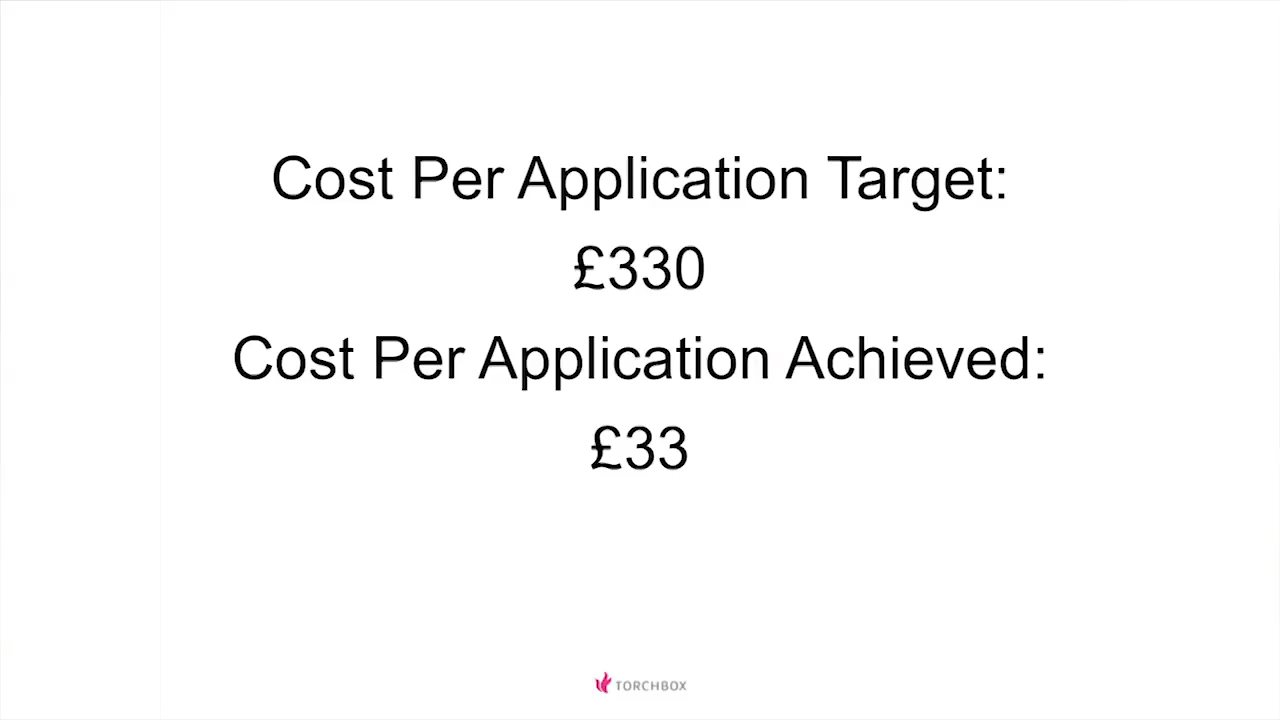 Cost Per Application Target:
£330
Cost Per Application Achieved:
£33
TORCHBOX